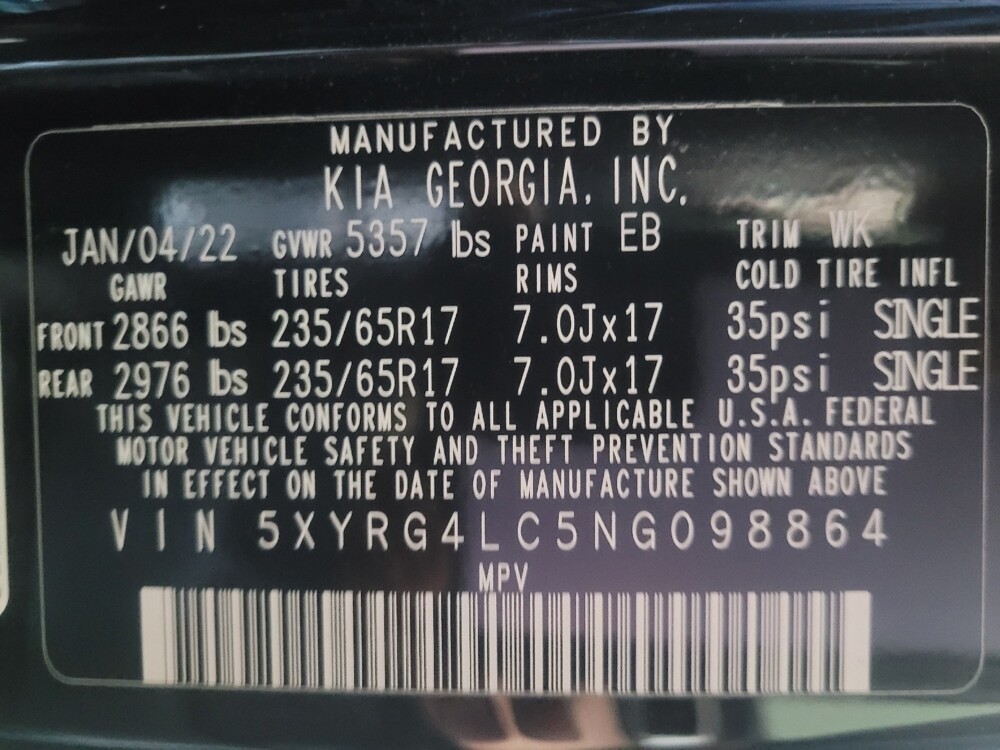 MANUFACTURED BY
KIA GEORGIA, INC.
JAN/04/22 GVWR 5357 lbs PAINT EB TRIM WK
GAWR TIRES RIMS COLD TIRE INFL
FRONT 2866 lbs 235/65R17 7.0Jx17 35psi SINGLE
REAR 2976 lbs 235/65R17 7.0Jx17 35psi SINGLE
THIS VEHICLE CONFORMS TO ALL APPLICABLE U.S.A. FEDERAL
MOTOR VEHICLE SAFETY AND THEFT PREVENTION STANDARDS
IN EFFECT ON THE DATE OF MANUFACTURE SHOWN ABOVE
VIN 5XYRG4LC5NG098864
MPV